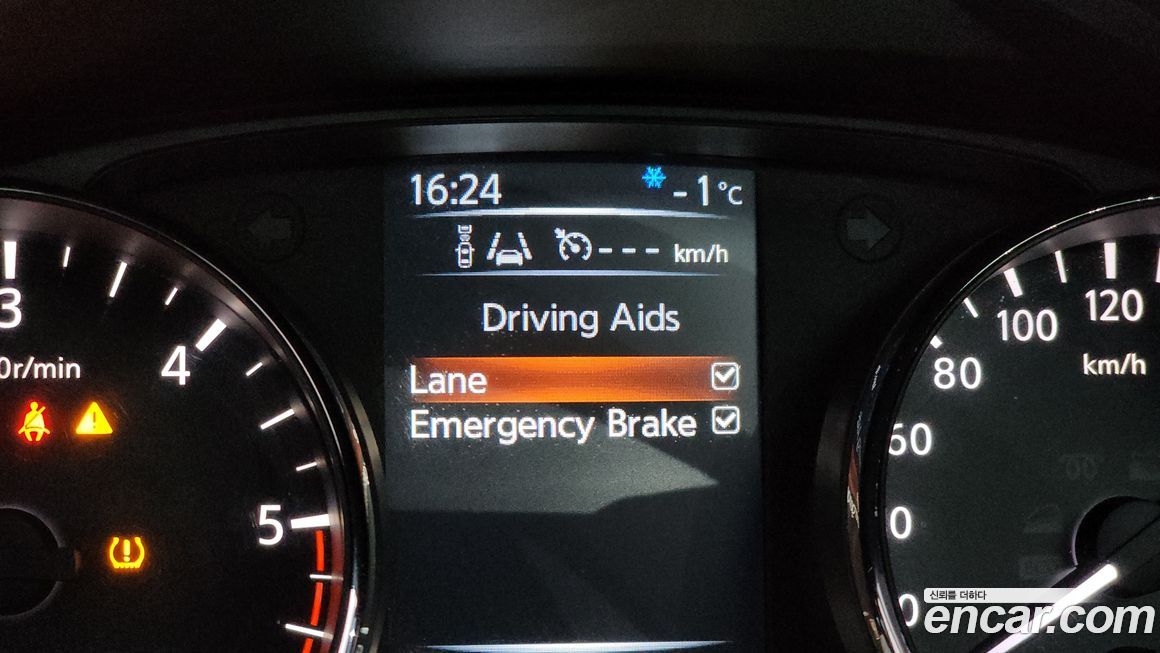 16:24
-1°C
--- km/h
Driving Aids
Lane
Emergency Brake
3
4
5
0r/min
0
0
60
80
100
120
km/h
신뢰를 더하다
encar.com